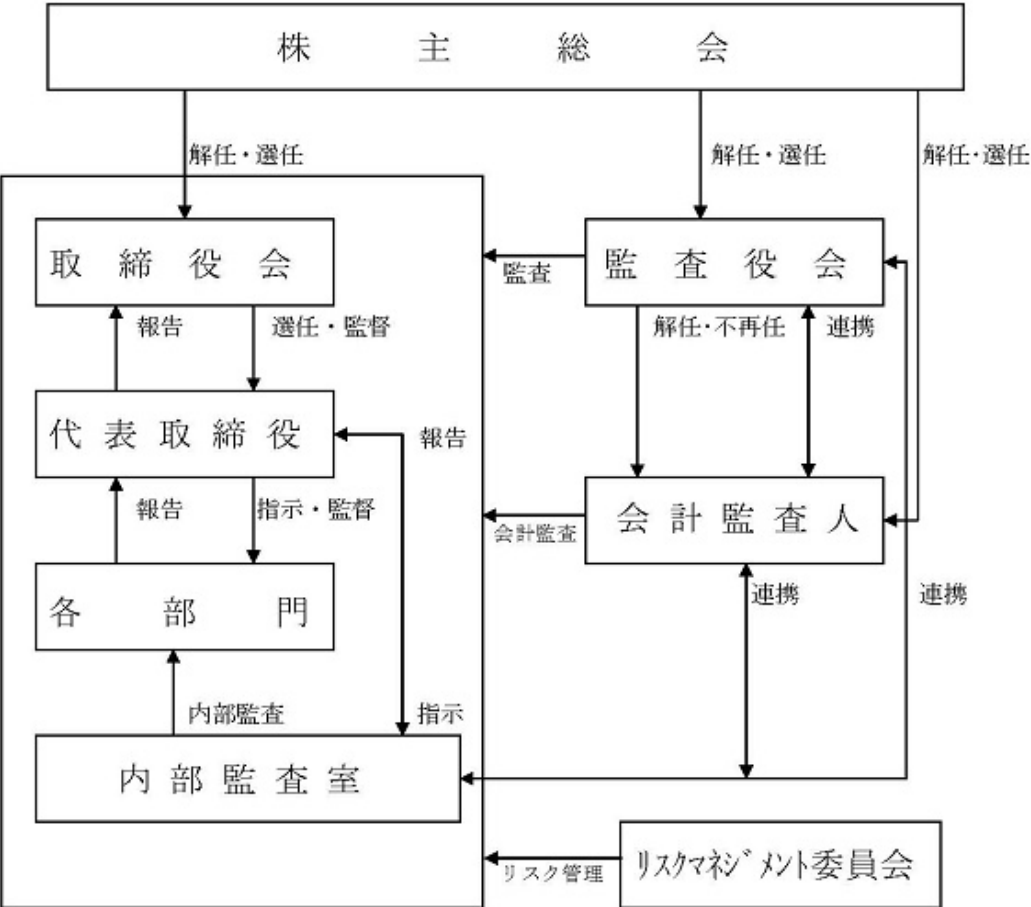 株主総会
解任・選任
解任・選任
解任・選任
取締役会
監査役会
監査
報告
選任・監督
解任・不再任
連携
代表取締役
報告
報告
指示・監督
会計監査人
会計監査
各部門
連携
連携
内部監査
指示
内部監査室
リスクマネジメント委員会
リスク管理